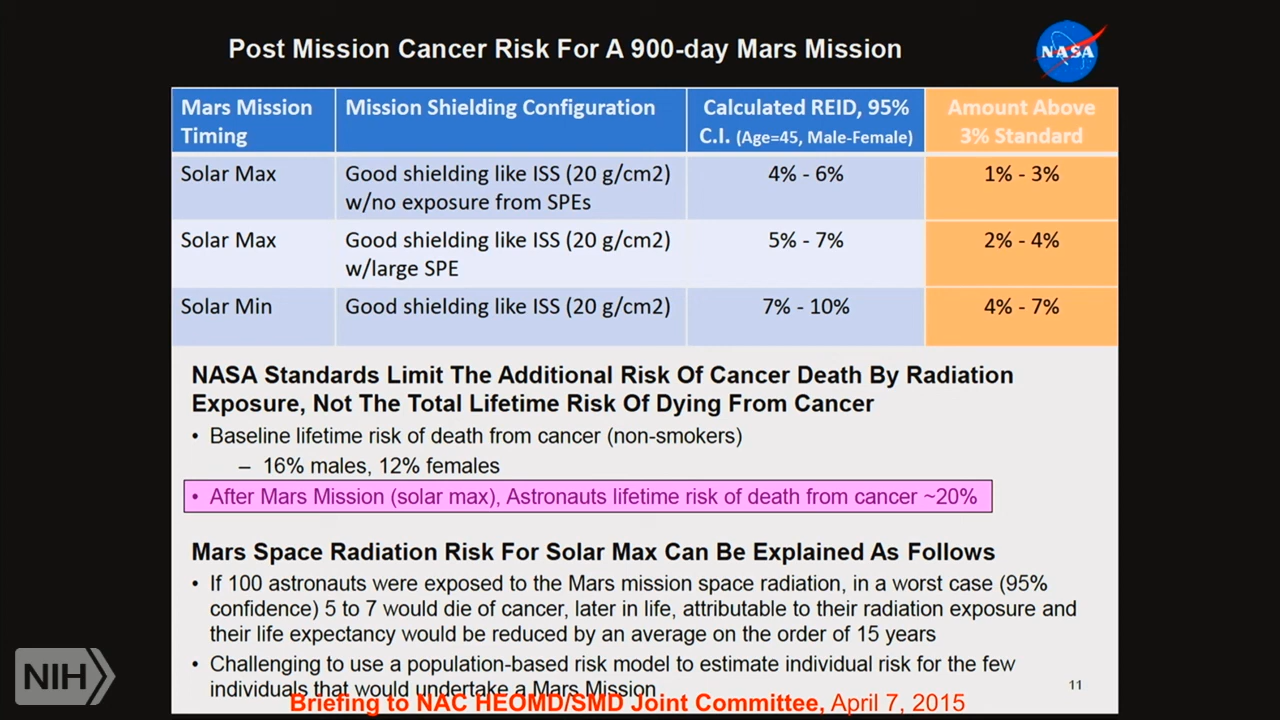 Post Mission Cancer Risk For A 900-day Mars Mission
NASA
Mars Mission Timing
Mission Shielding Configuration
Calculated REID, 95% C.I. (Age=45, Male-Female)
Amount Above 3% Standard
Solar Max
Good shielding like ISS (20 g/cm2)
w/no exposure from SPEs
4% - 6%
1% - 3%
Solar Max
Good shielding like ISS (20 g/cm2)
w/large SPE
5% - 7%
2% - 4%
Solar Min
Good shielding like ISS (20 g/cm2)
7% - 10%
4% - 7%
NASA Standards Limit The Additional Risk Of Cancer Death By Radiation
Exposure, Not The Total Lifetime Risk Of Dying From Cancer
• Baseline lifetime risk of death from cancer (non-smokers)
– 16% males, 12% females
• After Mars Mission (solar max), Astronauts lifetime risk of death from cancer ~20%
Mars Space Radiation Risk For Solar Max Can Be Explained As Follows
• If 100 astronauts were exposed to the Mars mission space radiation, in a worst case (95%
confidence) 5 to 7 would die of cancer, later in life, attributable to their radiation exposure and
their life expectancy would be reduced by an average on the order of 15 years
• Challenging to use a population-based risk model to estimate individual risk for the few
individuals that would undertake a Mars Mission
11
NIH
Briefing to NAC HEOMD/SMD Joint Committee, April 7, 2015